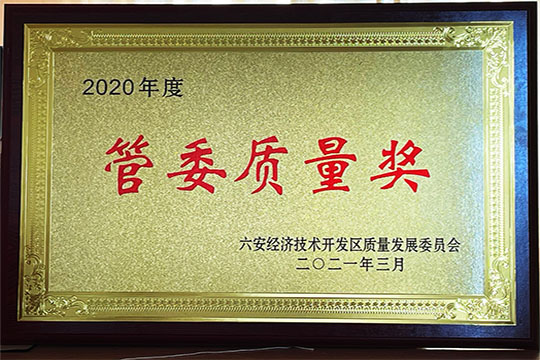 2020年度
管委质量奖
六安经济技术开发区质量发展委员会
二〇二一年三月